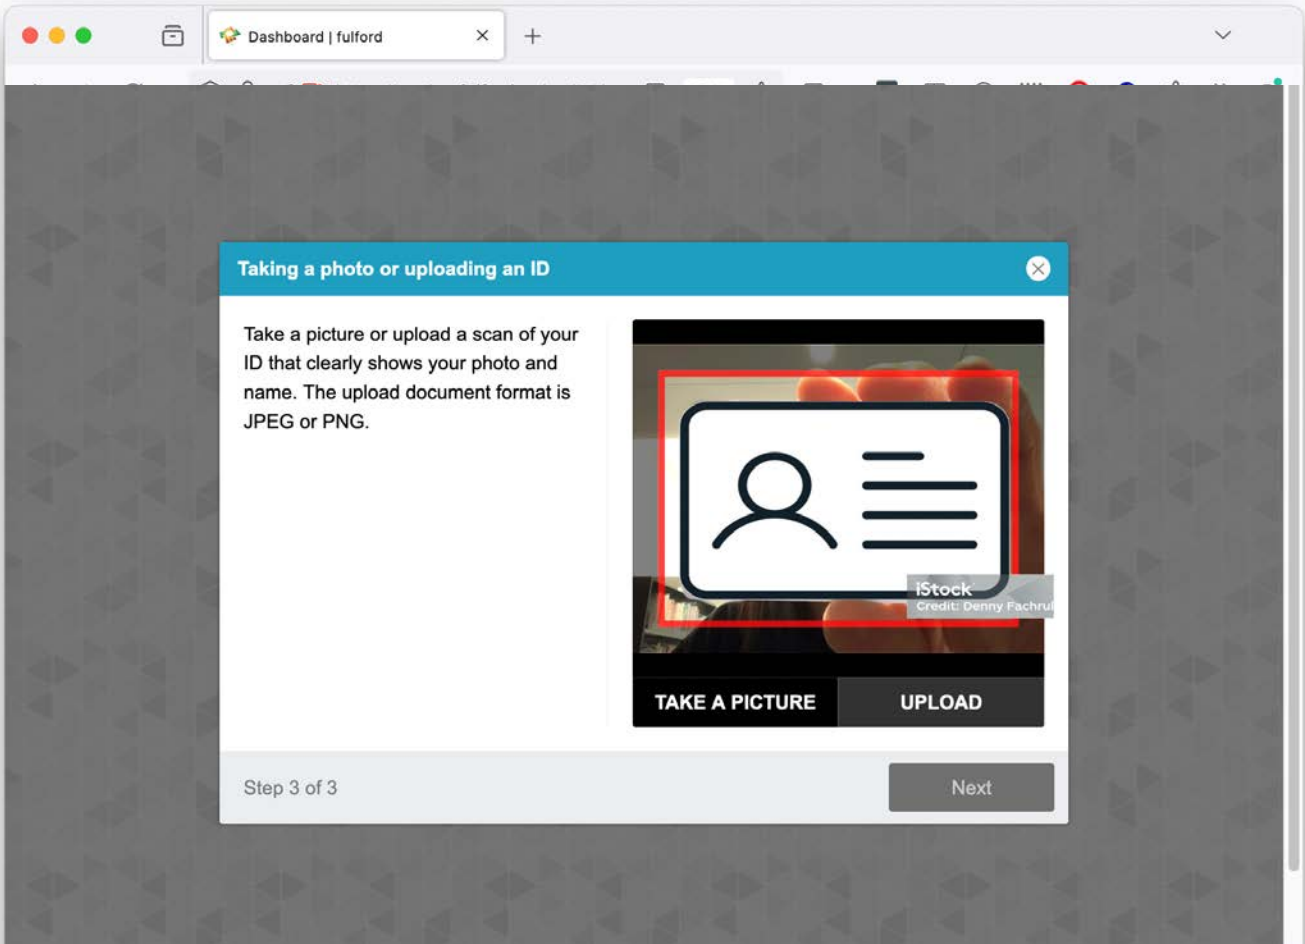 Dashboard | fulford
Taking a photo or uploading an ID
Take a picture or upload a scan of your
ID that clearly shows your photo and
name. The upload document format is
JPEG or PNG.
iStock
Credit: Denny Fachrul
TAKE A PICTURE
UPLOAD
Step 3 of 3
Next